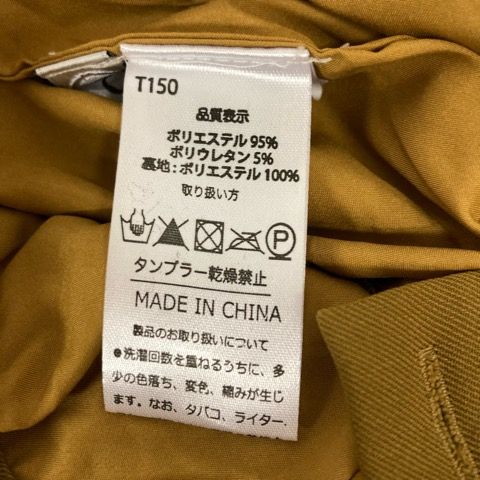 T150
品質表示
ポリエステル 95%
ポリウレタン 5%
裏地 : ポリエステル 100%
取り扱い方
P
タンプラー乾燥禁止
MADE IN CHINA
製品のお取り扱いについて
●洗濯回数を重ねるうちに、多
少の色落ち、変色、縮みが生じ
ます。なお、タバコ、ライター.